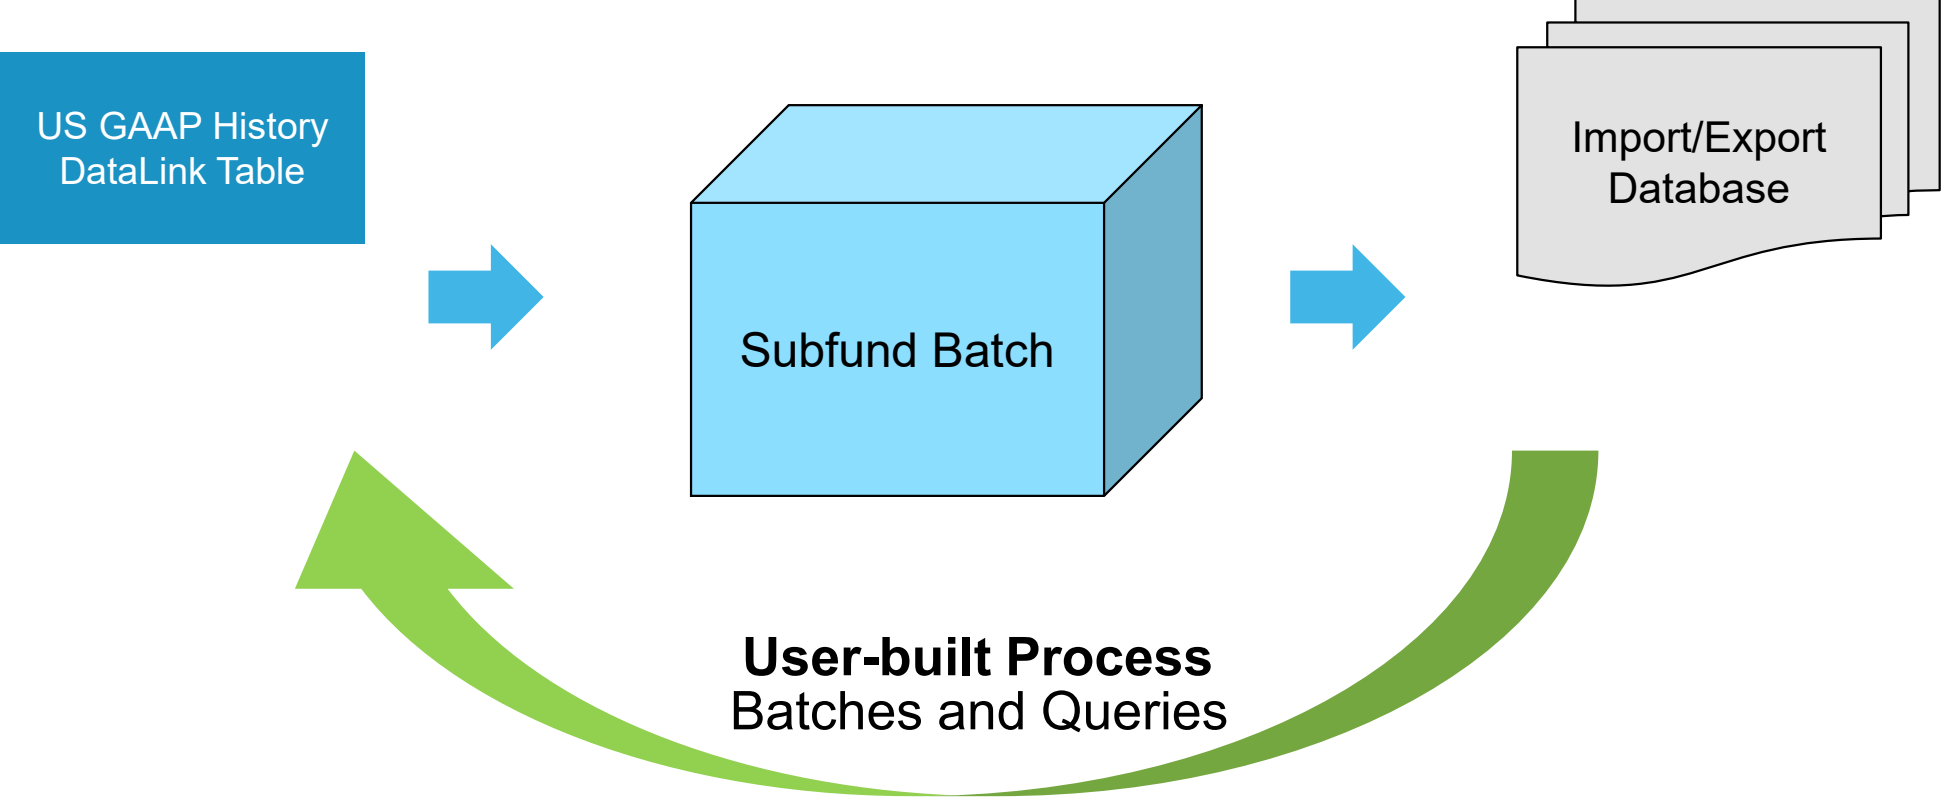 US GAAP History
DataLink Table
Subfund Batch
Import/Export
Database
User-built Process
Batches and Queries